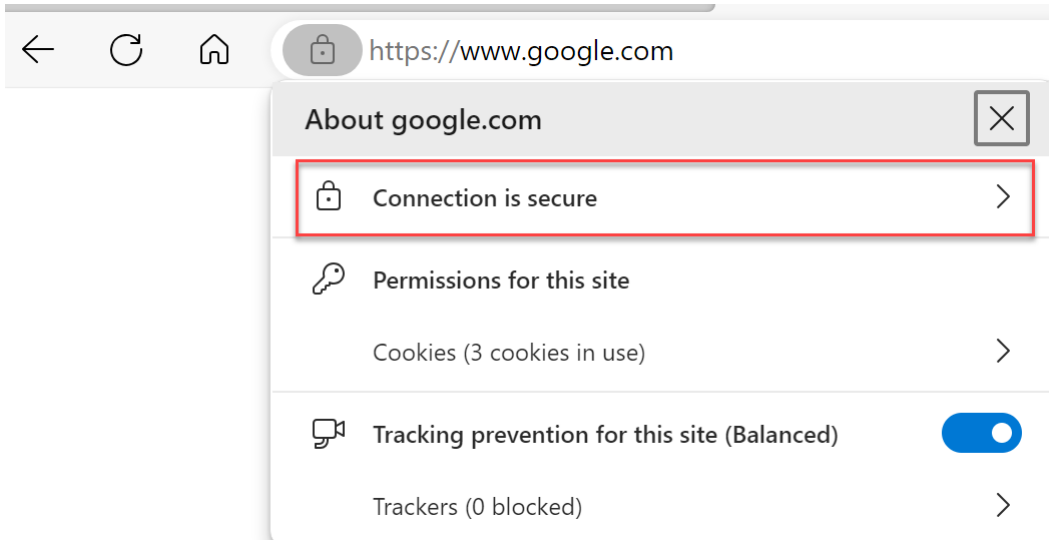 https://www.google.com
About google.com
Connection is secure
Permissions for this site
Cookies (3 cookies in use)
Tracking prevention for this site (Balanced)
Trackers (0 blocked)